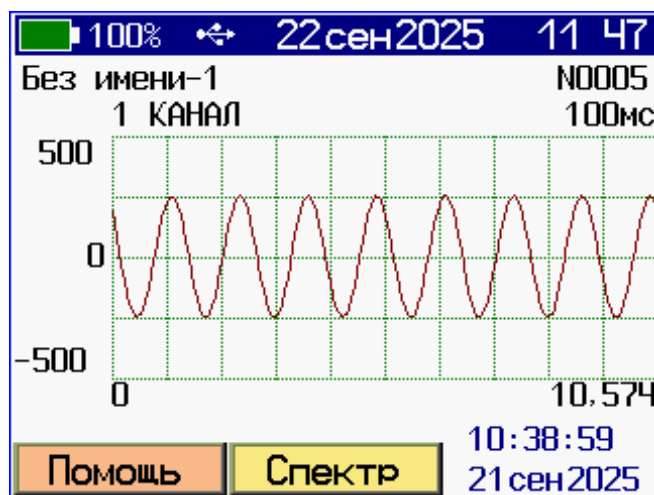 100% 22сен2025 11 47
Без имени-1 N0005
1 КАНАЛ 100мс
500
0
-500
0 10,574
10:38:59
Помощь Спектр 21сен2025